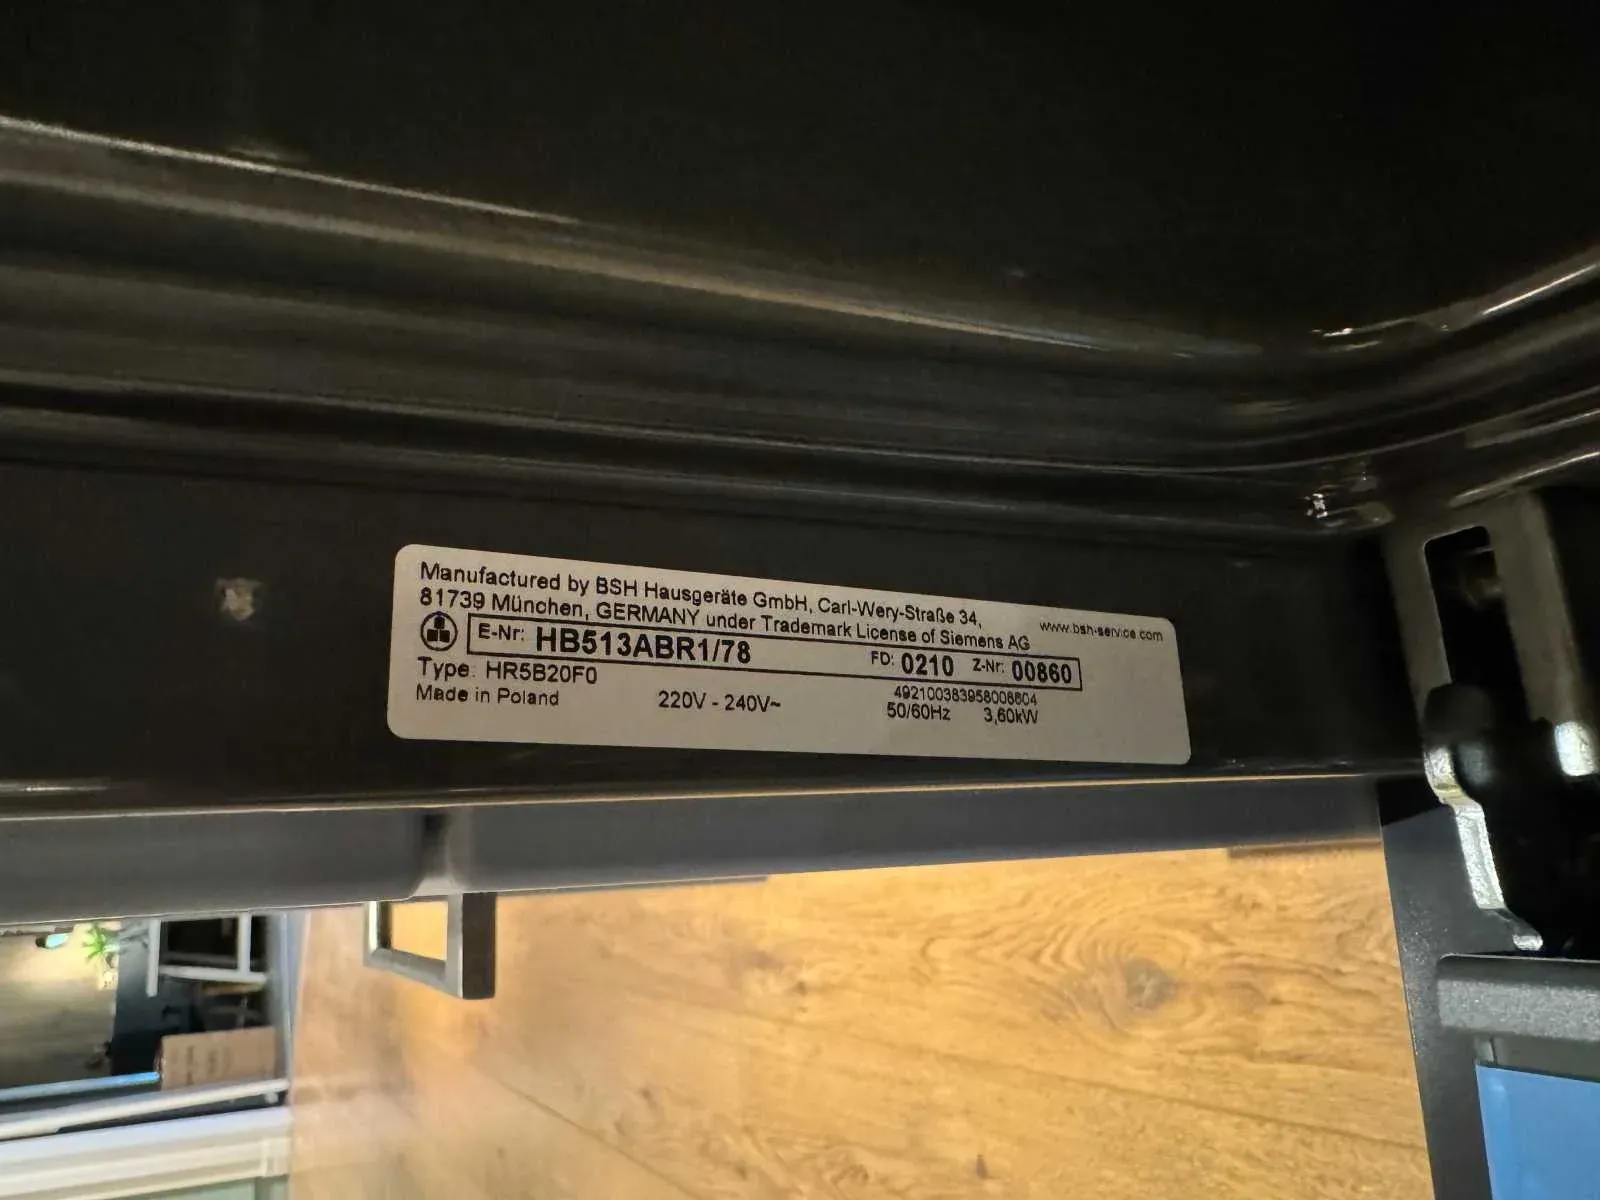 Manufactured by BSH Hausgeräte GmbH, Carl-Wery-Straße 34,
81739 München, GERMANY under Trademark License of Siemens AG
www.bsh-service.com
E-Nr: HB513ABR1/78 FD: 0210 Z-Nr: 00860
Type: HR5B20F0 492100383958008604
Made in Poland 220V - 240V~ 50/60Hz 3,60kW